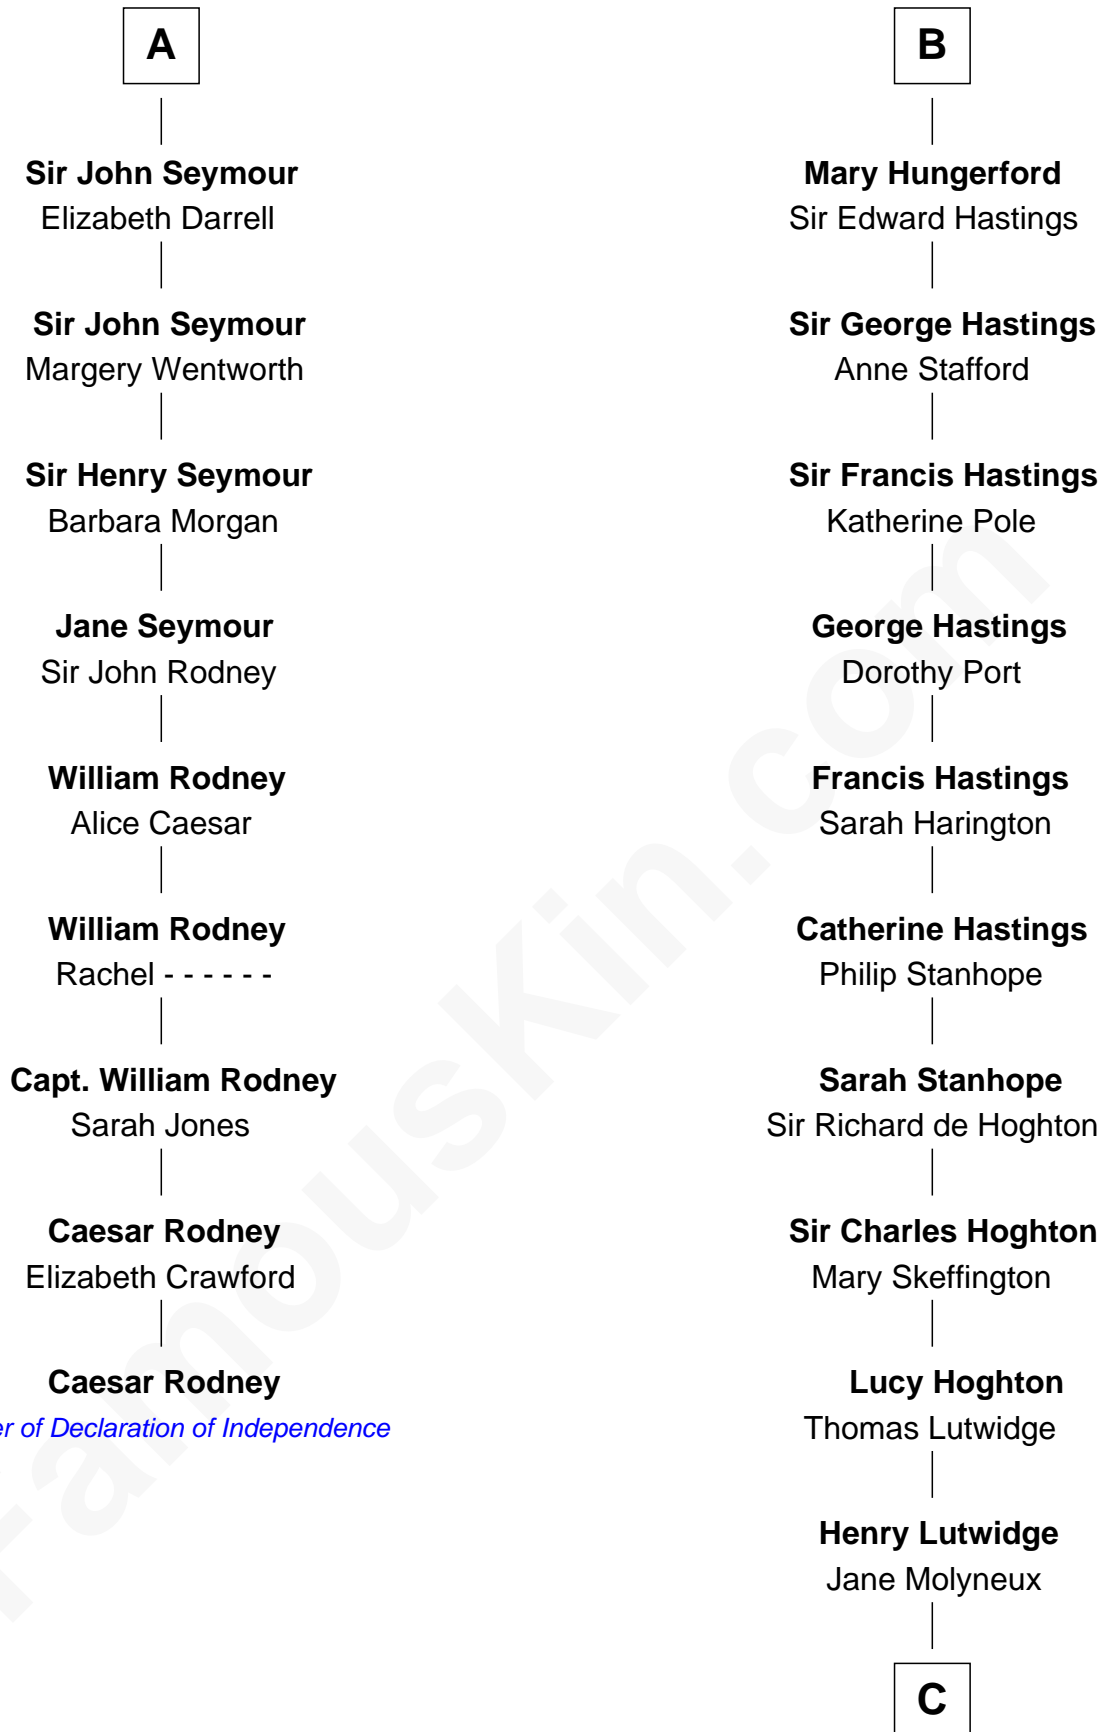 A
Sir John Seymour
Elizabeth Darrell
Sir John Seymour
Margery Wentworth
Sir Henry Seymour
Barbara Morgan
Jane Seymour
Sir John Rodney
William Rodney
Alice Caesar
William Rodney
Rachel - - - - - -
Capt. William Rodney
Sarah Jones
Caesar Rodney
Elizabeth Crawford
Caesar Rodney
of Declaration of Independence
B
Mary Hungerford
Sir Edward Hastings
Sir George Hastings
Anne Stafford
Sir Francis Hastings
Katherine Pole
George Hastings
Dorothy Port
Francis Hastings
Sarah Harington
Catherine Hastings
Philip Stanhope
Sarah Stanhope
Sir Richard de Hoghton
Sir Charles Hoghton
Mary Skeffington
Lucy Hoghton
Thomas Lutwidge
Henry Lutwidge
Jane Molyneux
C
FamousKin.com